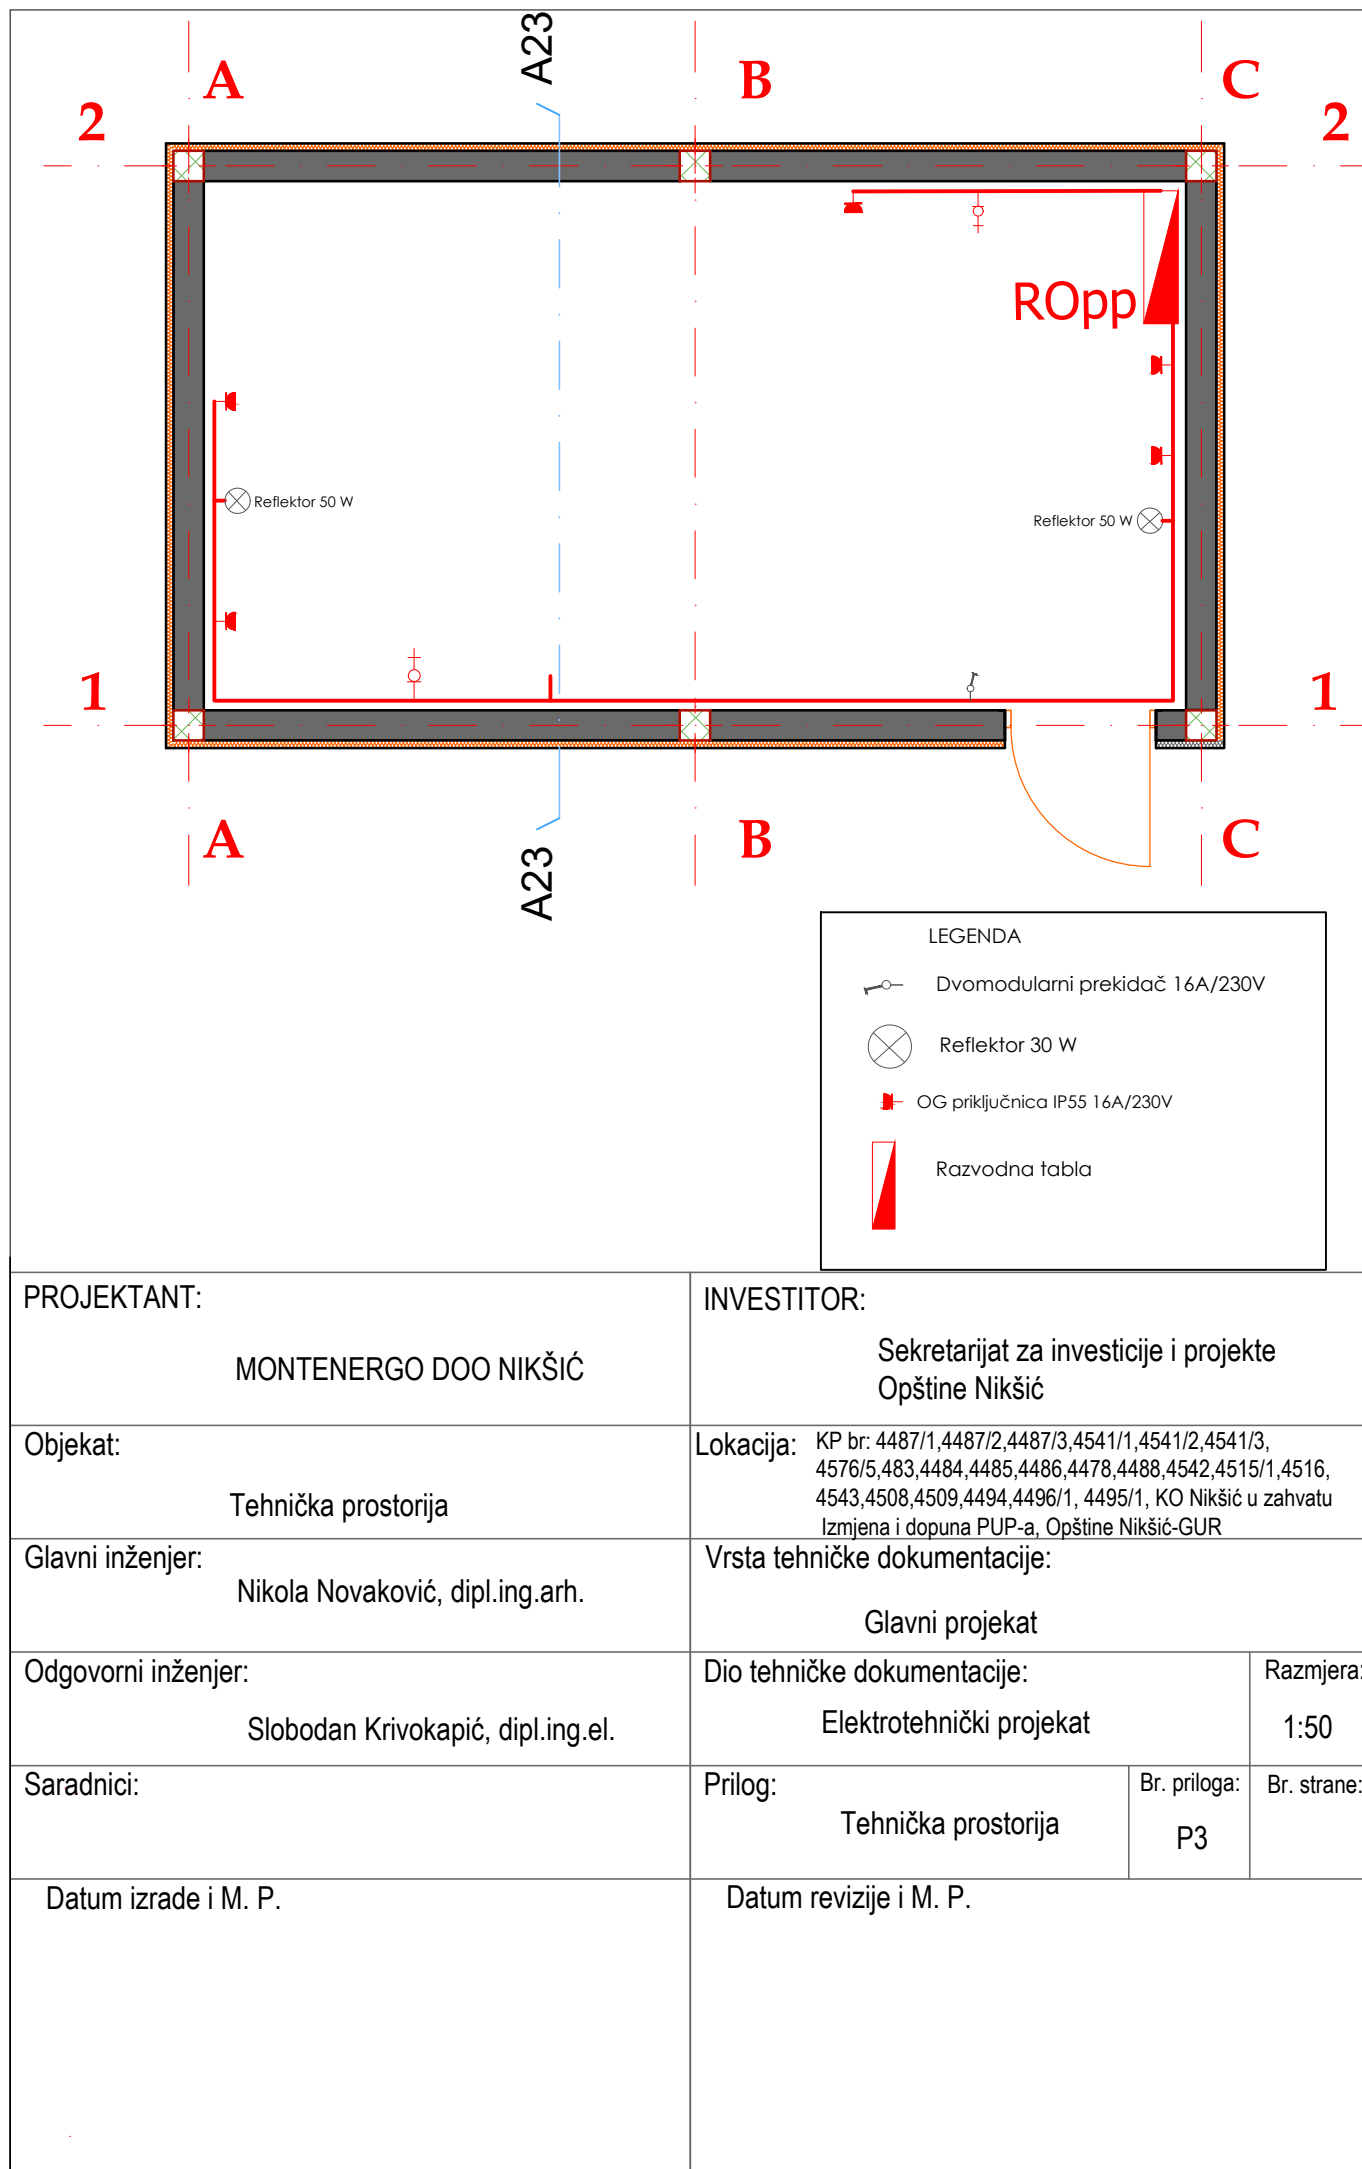 A
A23
B
C
2
2
ROpp
Reflektor 50 W
Reflektor 50 W
1
1
A
A23
B
C
LEGENDA
Dvomodularni prekidač 16A/230V
Reflektor 30 W
OG priključnica IP55 16A/230V
Razvodna tabla
PROJEKTANT:
MONTENERGO DOO NIKŠIĆ
INVESTITOR:
Sekretarijat za investicije i projekte
Opštine Nikšić
Objekat:
Tehnička prostorija
Lokacija: KP br: 4487/1,4487/2,4487/3,4541/1,4541/2,4541/3,
4576/5,483,4484,4485,4486,4478,4488,4542,4515/1,4516,
4543,4508,4509,4494,4496/1, 4495/1, KO Nikšić u zahvatu
Izmjena i dopuna PUP-a, Opštine Nikšić-GUR
Glavni inženjer:
Nikola Novaković, dipl.ing.arh.
Vrsta tehničke dokumentacije:
Glavni projekat
Odgovorni inženjer:
Slobodan Krivokapić, dipl.ing.el.
Dio tehničke dokumentacije:
Elektrotehnički projekat
Razmjera:
1:50
Saradnici:
Prilog:
Tehnička prostorija
Br. priloga:
P3
Br. strane:
Datum izrade i M. P.
Datum revizije i M. P.